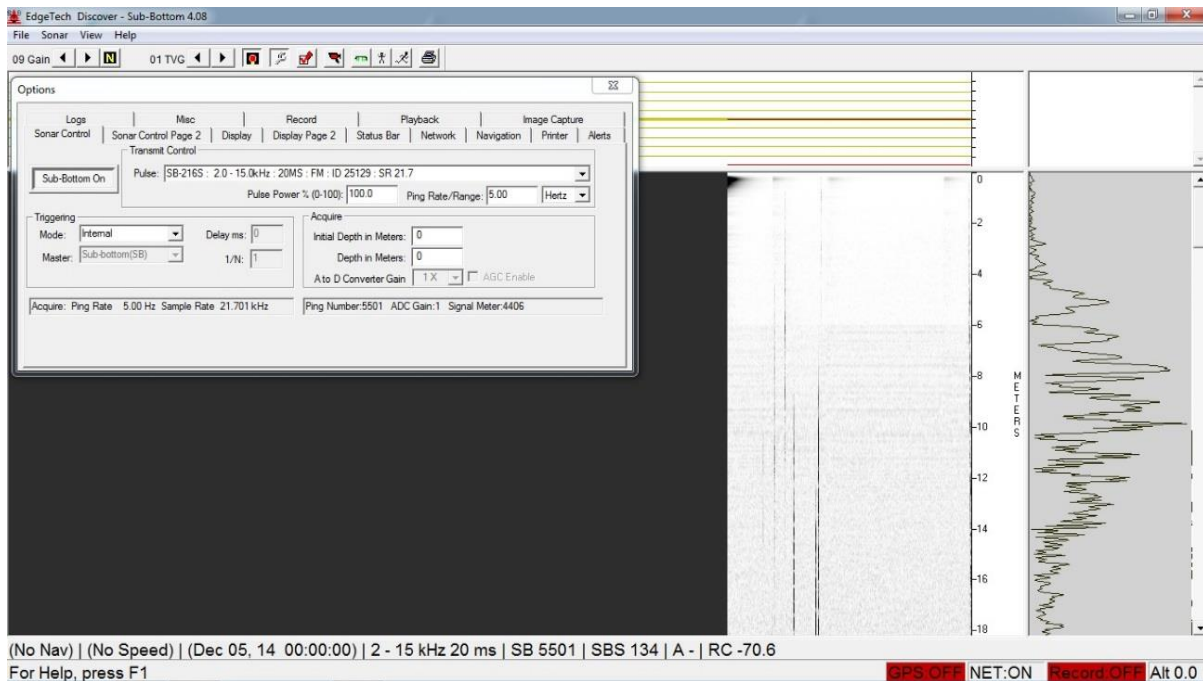 EdgeTech Discover - Sub-Bottom 4.08
File Sonar View Help
09 Gain N 01 TVG
Options
Logs Misc Record Playback Image Capture
Sonar Control Sonar Control Page 2 Display Display Page 2 Status Bar Network Navigation Printer Alerts
Transmit Control
Sub-Bottom On
Pulse: SB-216S : 2.0 - 15.0kHz : 20MS : FM : ID 25129 : SR 21.7
Pulse Power % (0-100): 100.0 Ping Rate/Range: 5.00 Hertz
Triggering
Mode: Internal Delay ms: 0
Master: Sub-bottom(SB) 1/N: 1
Acquire
Initial Depth in Meters: 0
Depth in Meters: 0
A to D Converter Gain 1 X AGC Enable
Acquire: Ping Rate 5.00 Hz Sample Rate 21.701 kHz
Ping Number:5501 ADC Gain:1 Signal Meter:4406
0
-2
-4
-6
-8
-10
-12
-14
-16
-18
METERS
(No Nav) | (No Speed) | (Dec 05, 14 00:00:00) | 2 - 15 kHz 20 ms | SB 5501 | SBS 134 | A - | RC -70.6
For Help, press F1
GPS:OFF NET:ON Record:OFF Alt 0.0